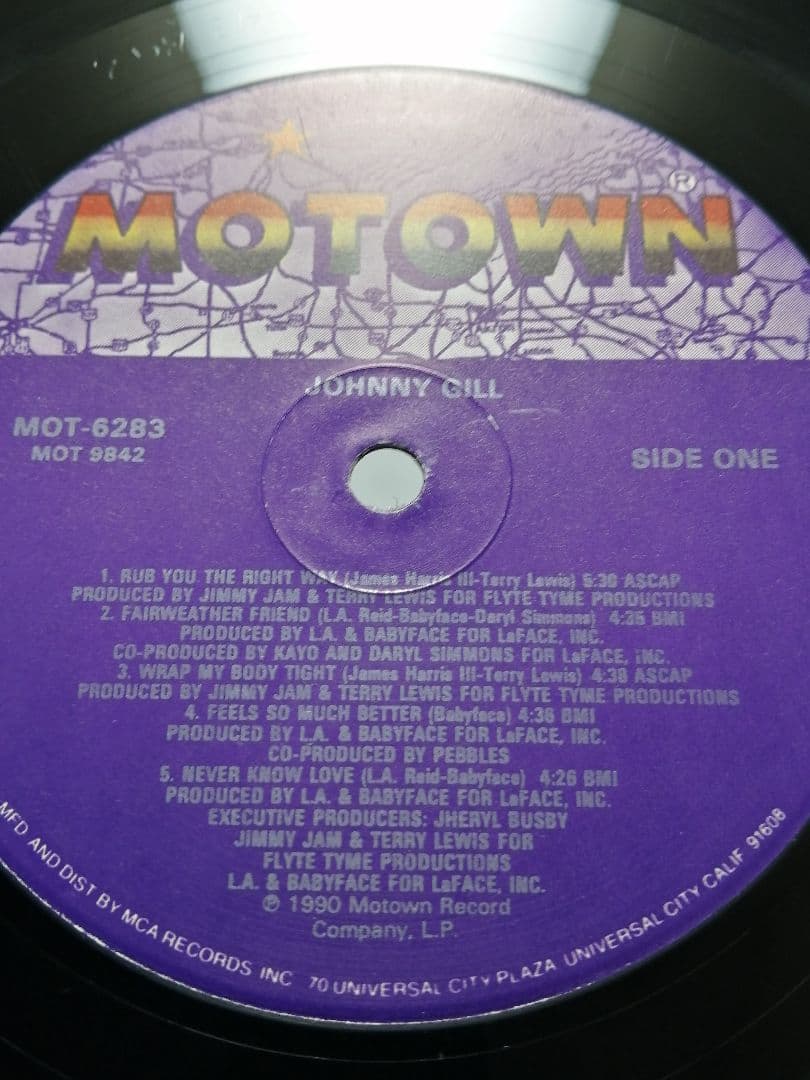 MOTOWN®
JOHNNY GILL
MOT-6283
MOT 9842
SIDE ONE
1. RUB YOU THE RIGHT WAY (James Harris III-Terry Lewis) 5:30 ASCAP
PRODUCED BY JIMMY JAM & TERRY LEWIS FOR FLYTE TYME PRODUCTIONS
2. FAIRWEATHER FRIEND (L.A. Reid-Babyface-Daryl Simmons) 4:35 BMI
PRODUCED BY L.A. & BABYFACE FOR LaFACE, INC.
CO-PRODUCED BY KAYO AND DARYL SIMMONS FOR LaFACE, INC.
3. WRAP MY BODY TIGHT (James Harris III-Terry Lewis) 4:38 ASCAP
PRODUCED BY JIMMY JAM & TERRY LEWIS FOR FLYTE TYME PRODUCTIONS
4. FEELS SO MUCH BETTER (Babyface) 4:36 BMI
PRODUCED BY L.A. & BABYFACE FOR LaFACE, INC.
CO-PRODUCED BY PEBBLES
5. NEVER KNOW LOVE (L.A. Reid-Babyface) 4:26 BMI
PRODUCED BY L.A. & BABYFACE FOR LaFACE, INC.
EXECUTIVE PRODUCERS: JHERYL BUSBY
JIMMY JAM & TERRY LEWIS FOR
FLYTE TYME PRODUCTIONS
L.A. & BABYFACE FOR LaFACE, INC.
℗ 1990 Motown Record
Company, L.P.
MFD AND DIST BY MCA RECORDS INC 70 UNIVERSAL CITY PLAZA UNIVERSAL CITY CALIF 91608